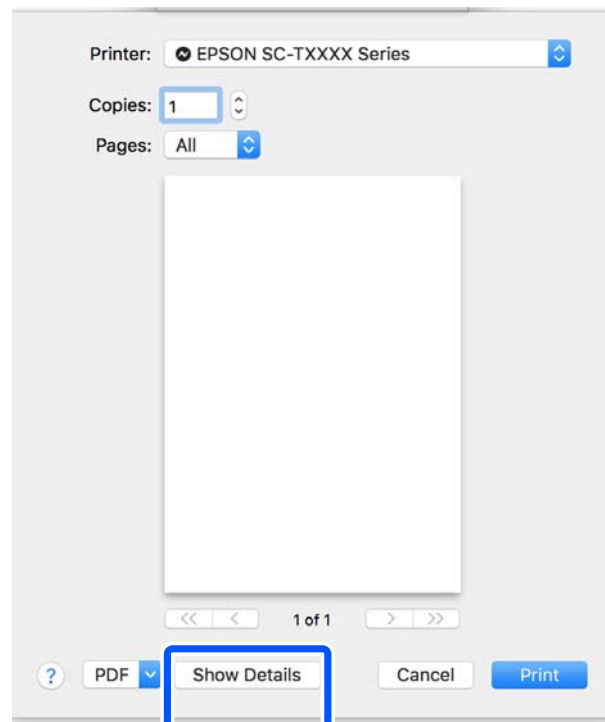 Printer: EPSON SC-TXXXX Series
Copies: 1
Pages: All
<< < 1 of 1 > >>
? PDF Show Details Cancel Print